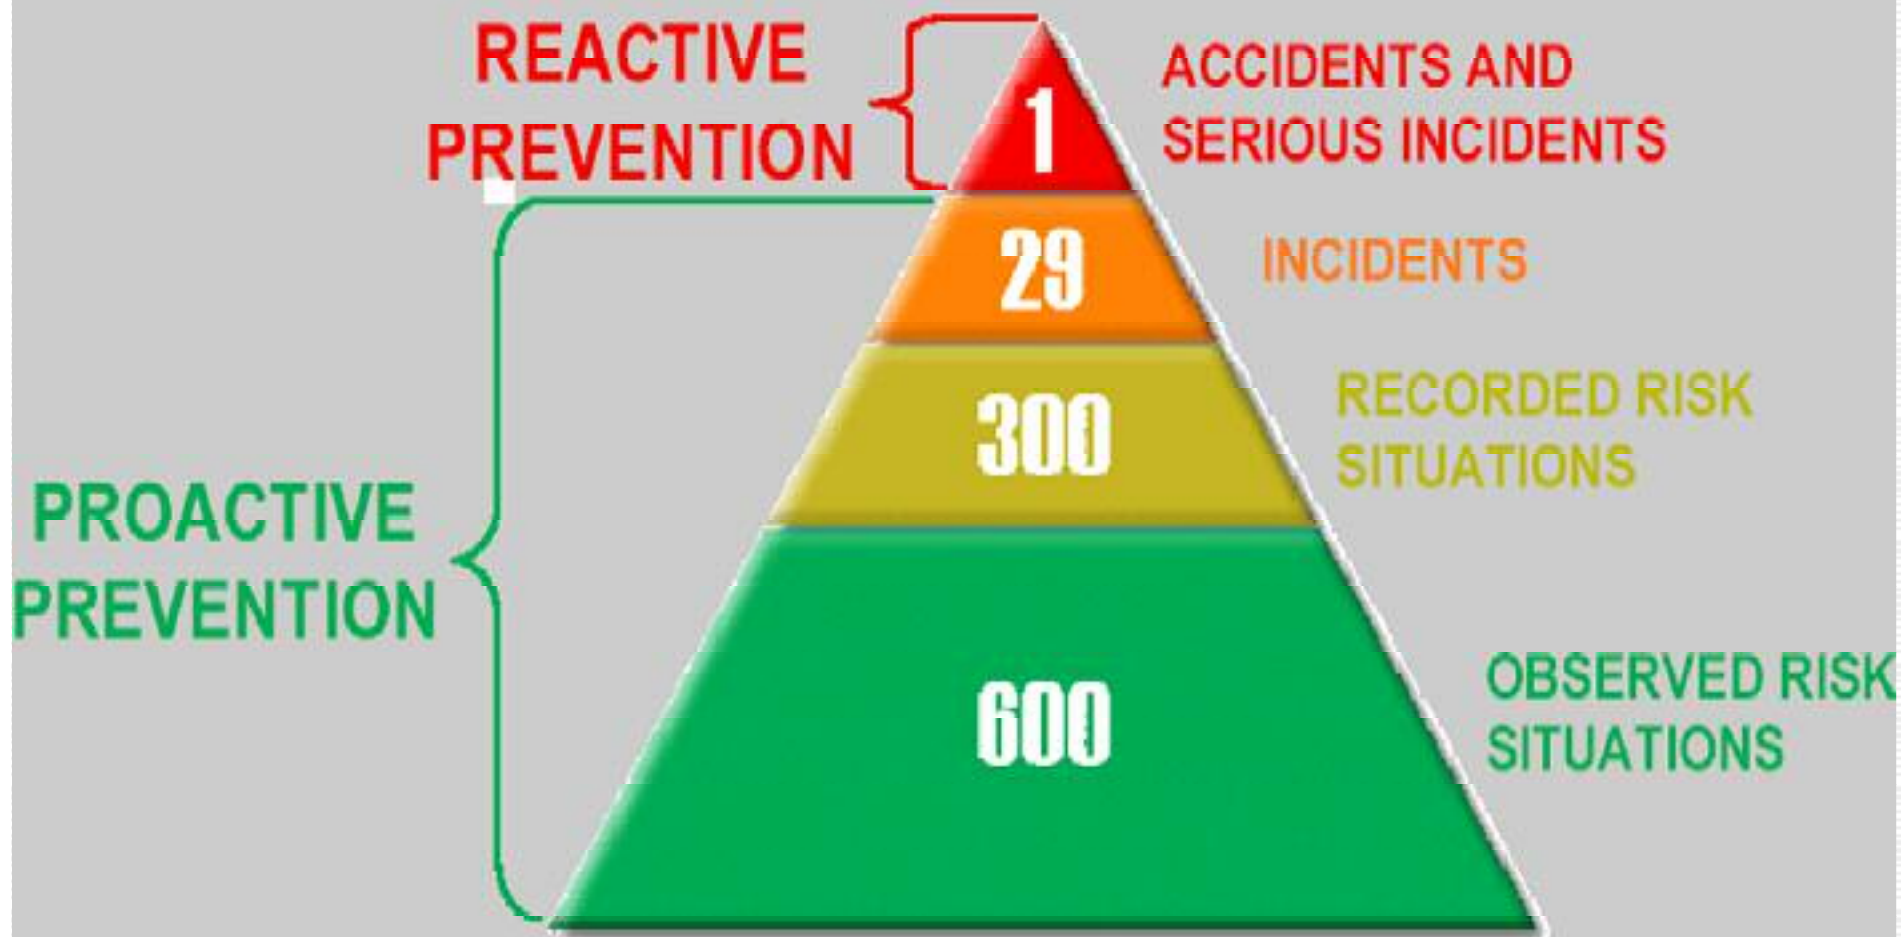 REACTIVE
PREVENTION
1
ACCIDENTS AND
SERIOUS INCIDENTS
29
INCIDENTS
300
RECORDED RISK
SITUATIONS
PROACTIVE
PREVENTION
600
OBSERVED RISK
SITUATIONS